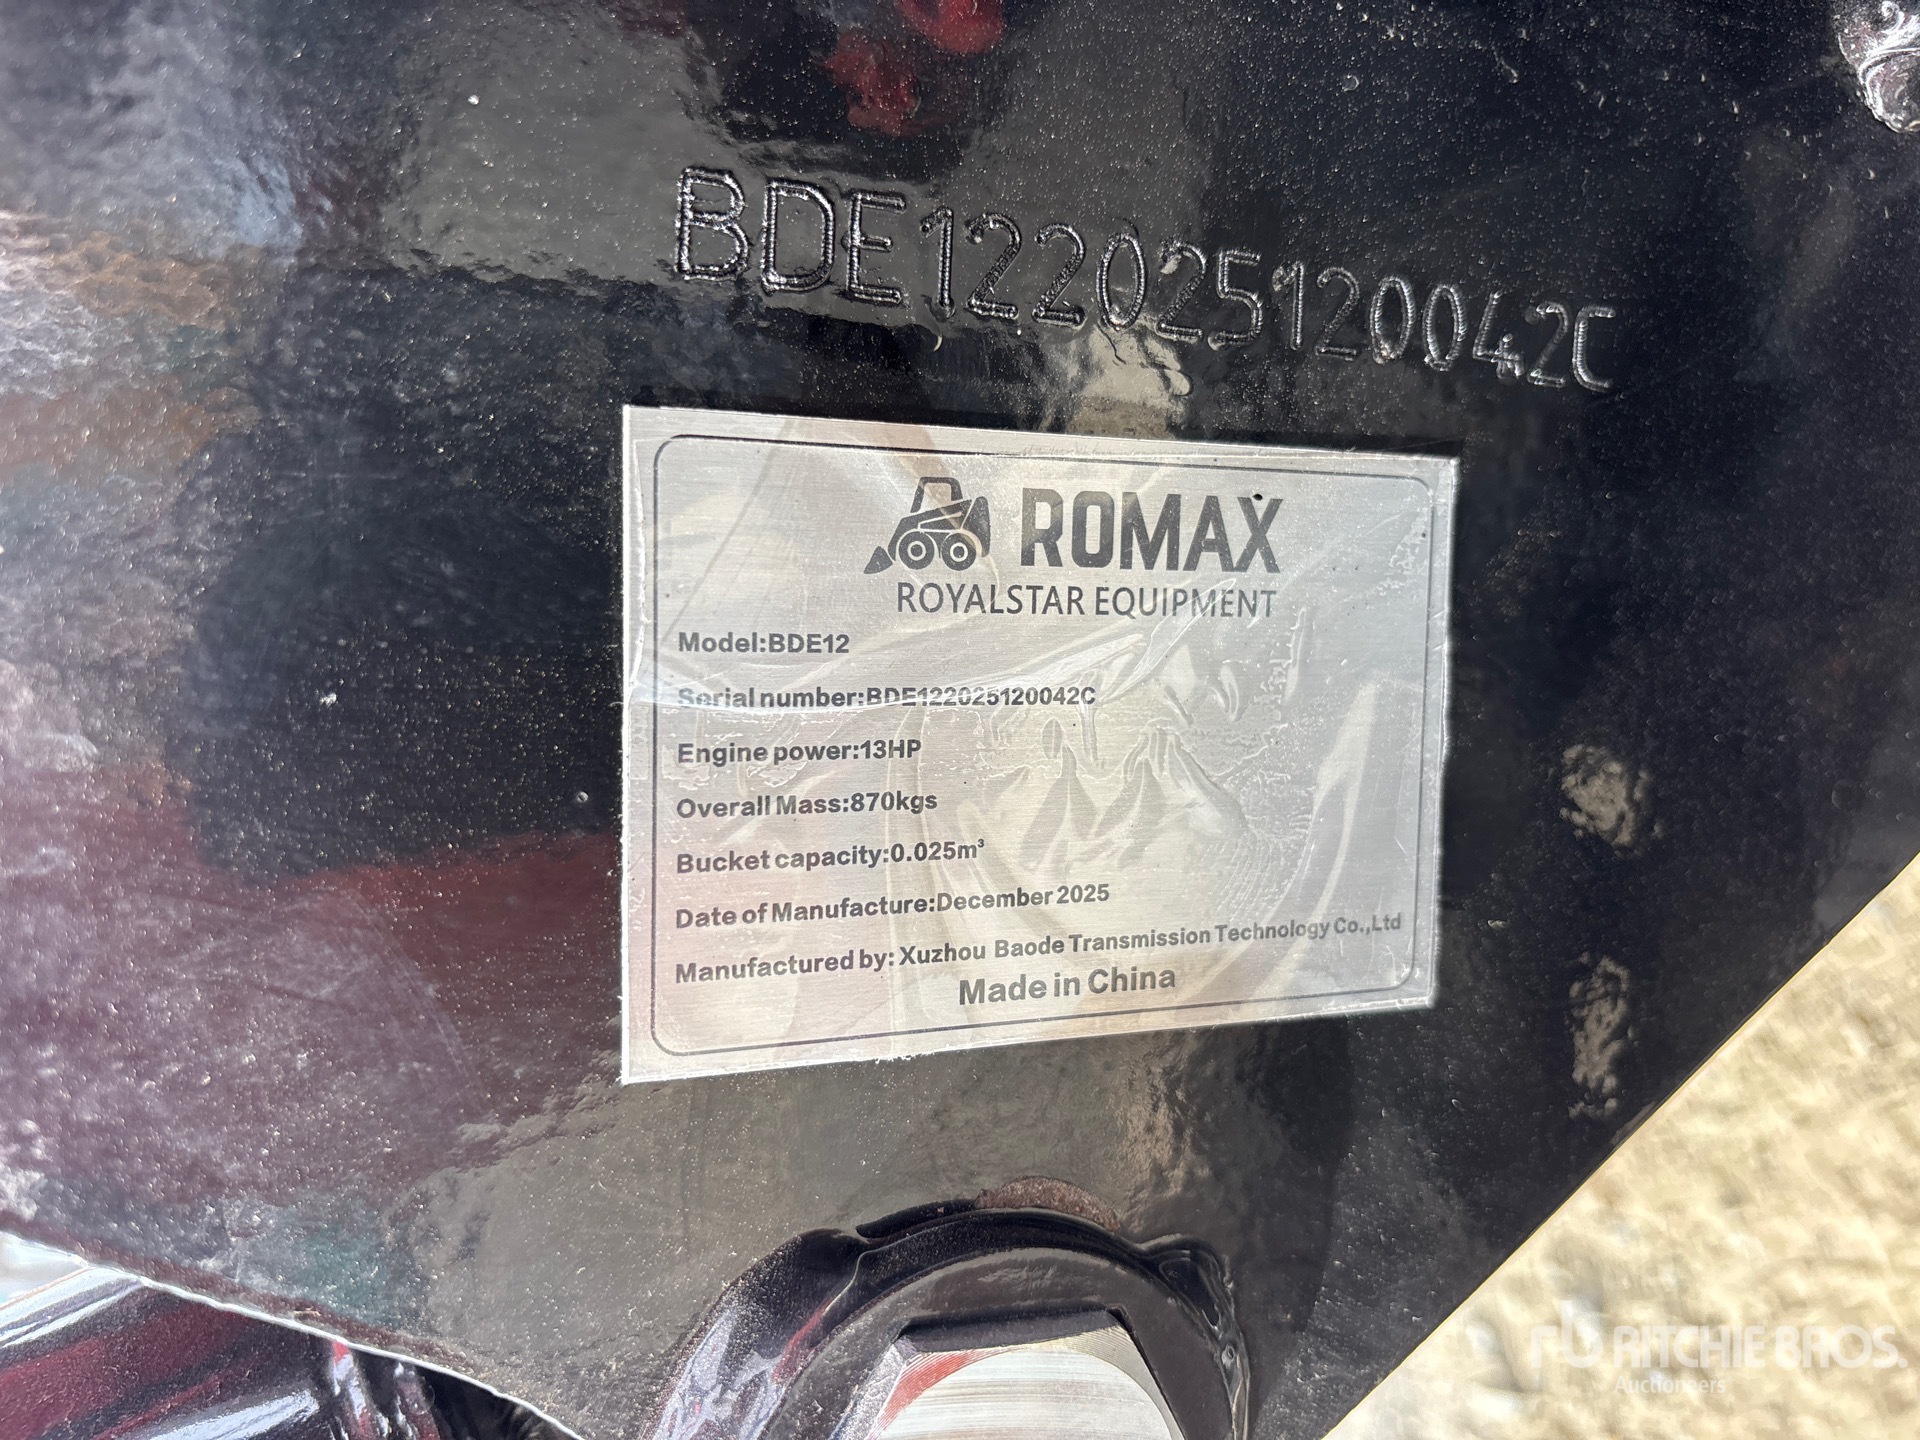 BDE122025120042C
ROMAX
ROYALSTAR EQUIPMENT
Model:BDE12
Serial number:BDE122025120042C
Engine power:13HP
Overall Mass:870kgs
Bucket capacity:0.025m³
Date of Manufacture:December 2025
Manufactured by: Xuzhou Baode Transmission Technology Co.,Ltd
Made in China
RITCHIE BROS.
Auctioneers